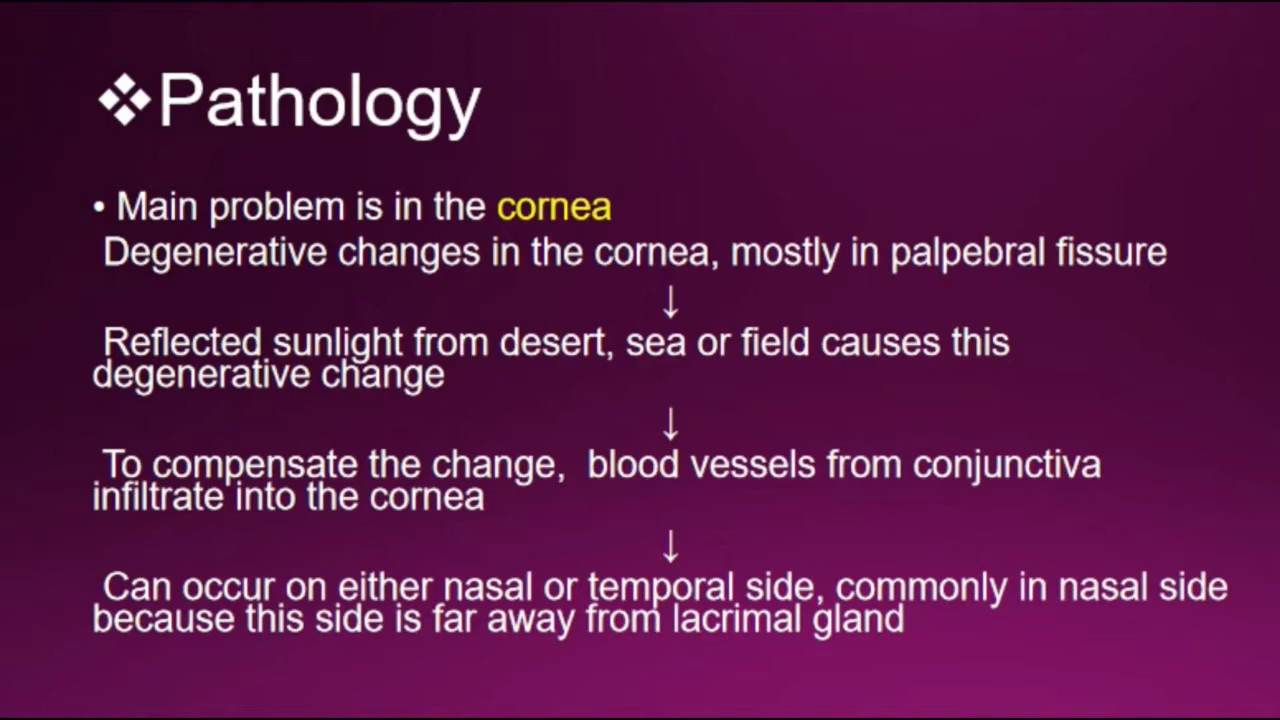 ❖Pathology
• Main problem is in the cornea
Degenerative changes in the cornea, mostly in palpebral fissure
↓
Reflected sunlight from desert, sea or field causes this
degenerative change
↓
To compensate the change,  blood vessels from conjunctiva
infiltrate into the cornea
↓
Can occur on either nasal or temporal side, commonly in nasal side
because this side is far away from lacrimal gland